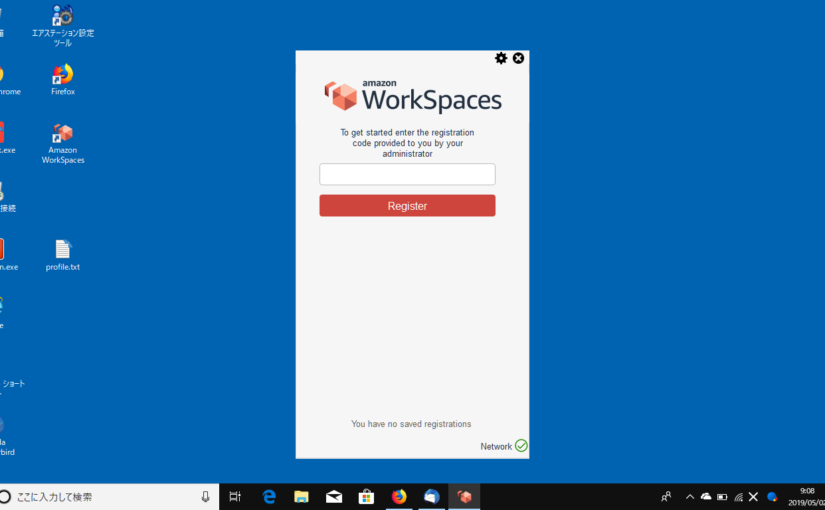 エアステーション設定
ツール
hrome
Firefox
.exe
Amazon
WorkSpaces
接続
n.exe
profile.txt
e
ショート
la
rbird
amazon
WorkSpaces
To get started enter the registration
code provided to you by your
administrator
Register
You have no saved registrations
Network
ここに入力して検索
9:08
2019/05/02